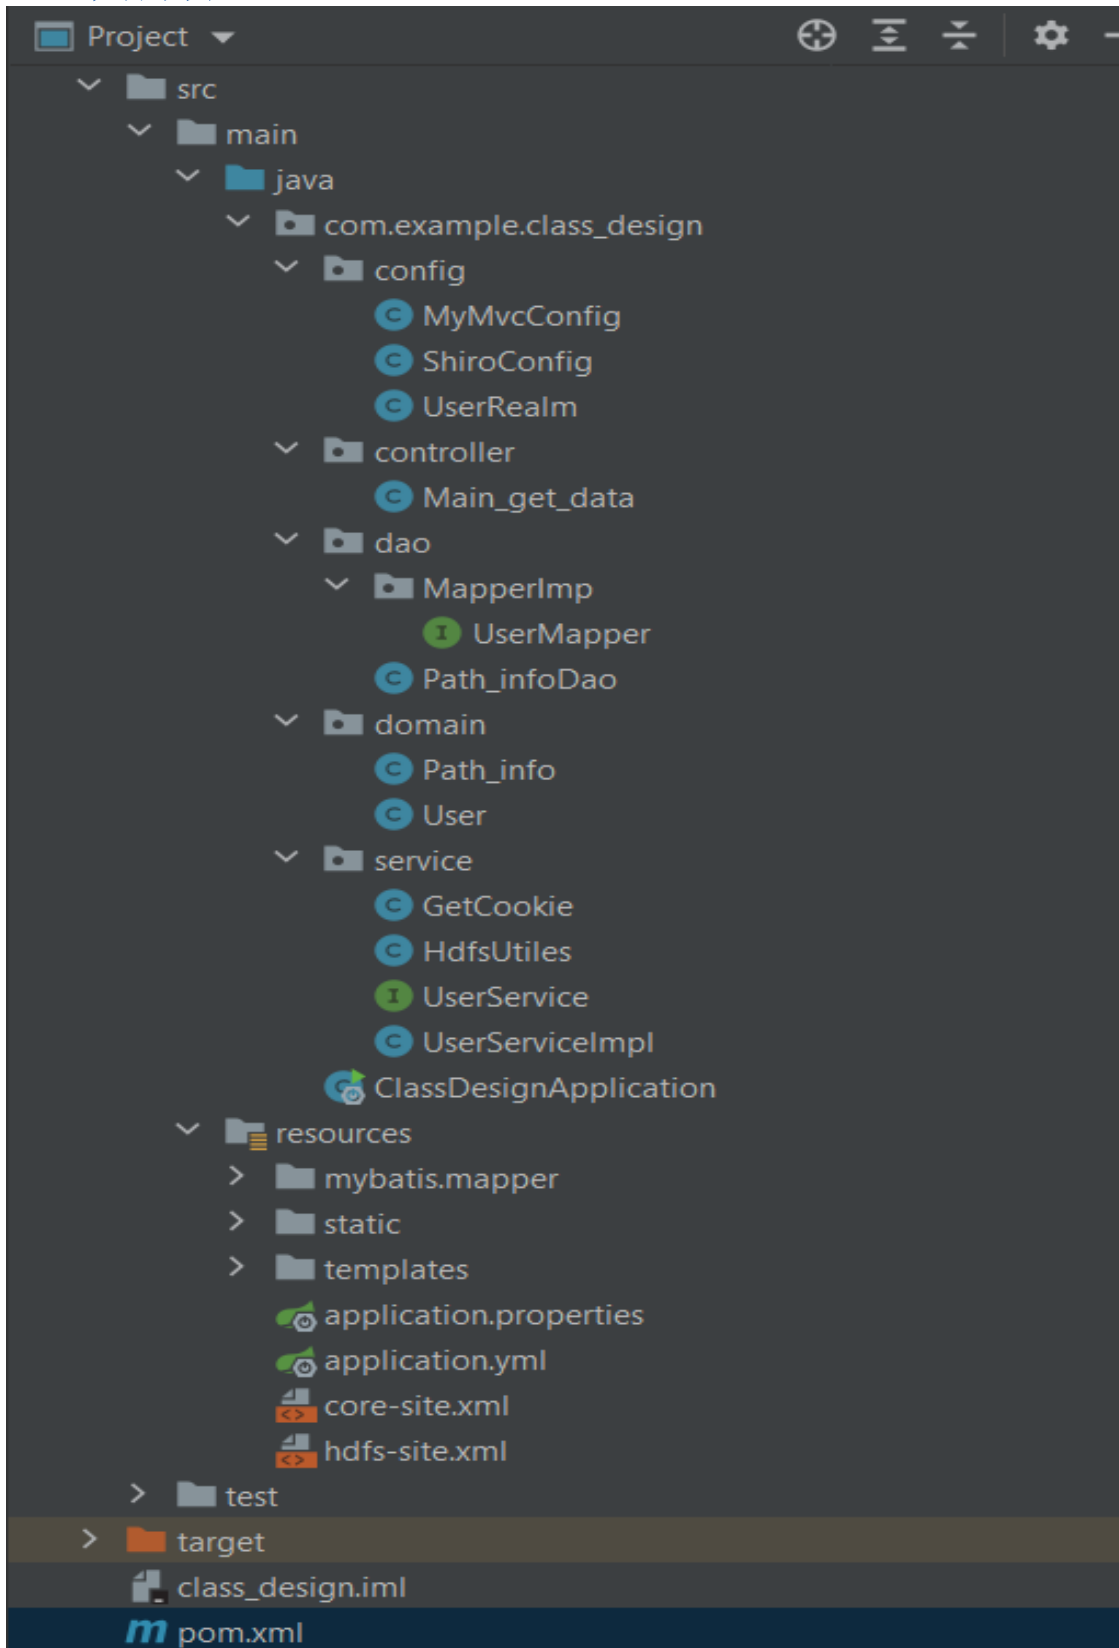 Project
src
main
java
com.example.class_design
config
MyMvcConfig
ShiroConfig
UserRealm
controller
Main_get_data
dao
MapperImp
UserMapper
Path_infoDao
domain
Path_info
User
service
GetCookie
HdfsUtiles
UserService
UserServiceImpl
ClassDesignApplication
resources
mybatis.mapper
static
templates
application.properties
application.yml
core-site.xml
hdfs-site.xml
test
target
class_design.iml
pom.xml